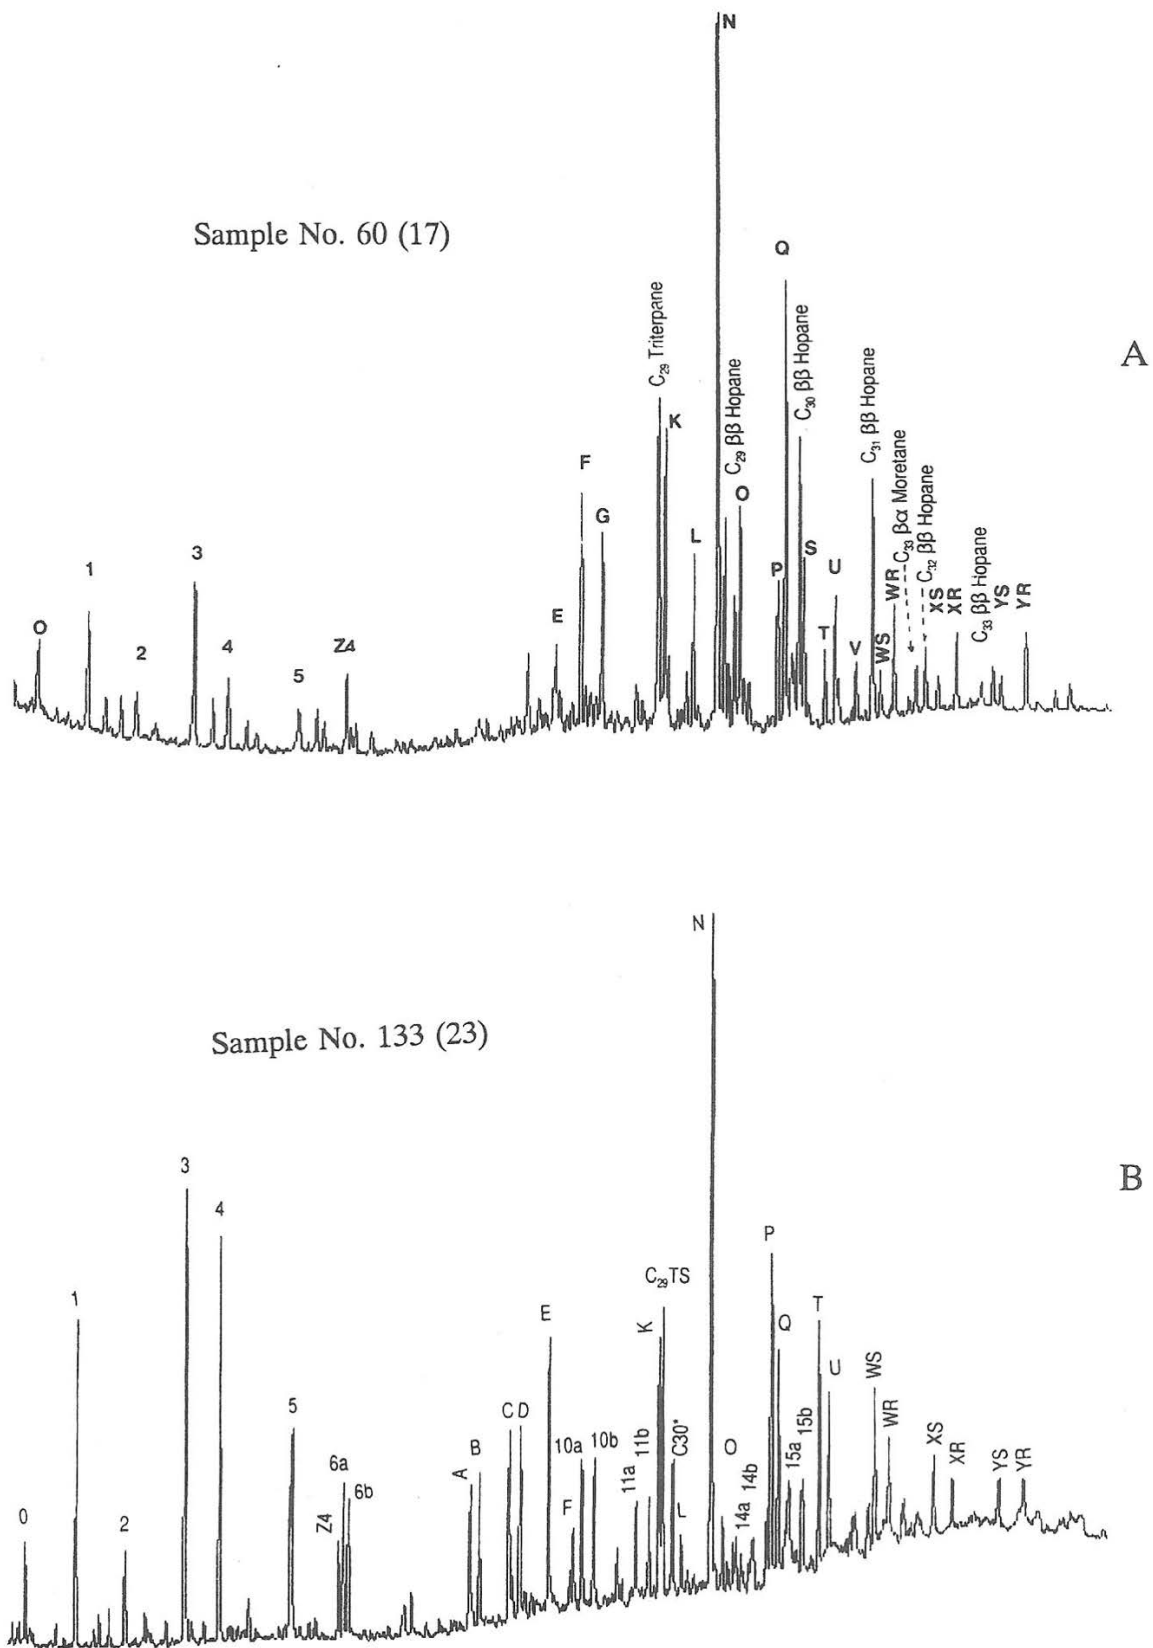 N
Sample No. 60 (17)
Q
A
C₂₉ Triterpane
K
C₂₉ ββ Hopane
O
C₃₀ ββ Hopane
C₃₁ ββ Hopane
F
G
L
P
S
E
T
U
V
WS
WR
C₃₃ βα Moretane
C₃₂ ββ Hopane
XS
XR
C₃₃ ββ Hopane
YS
YR
O
1
2
3
4
5
Z4
N
Sample No. 133 (23)
B
0
1
2
3
4
5
Z4
6a
6b
A
B
C
D
E
F
10a
10b
11a
11b
K
C₂₉TS
C30*
L
O
14a
14b
P
Q
15a
15b
T
U
WS
WR
XS
XR
YS
YR